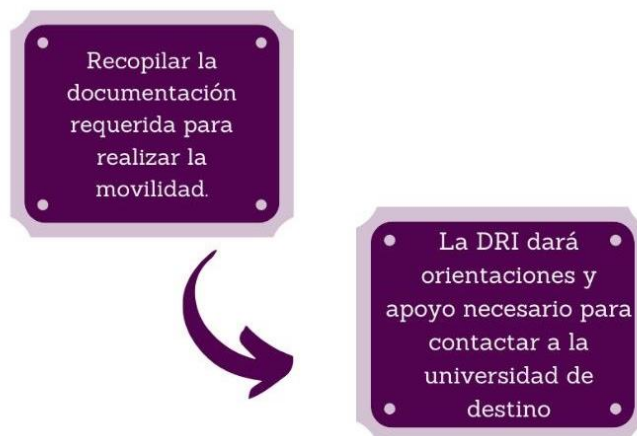 Recopilar la
documentación
requerida para
realizar la
movilidad.
La DRI dará
orientaciones y
apoyo necesario para
contactar a la
universidad de
destino